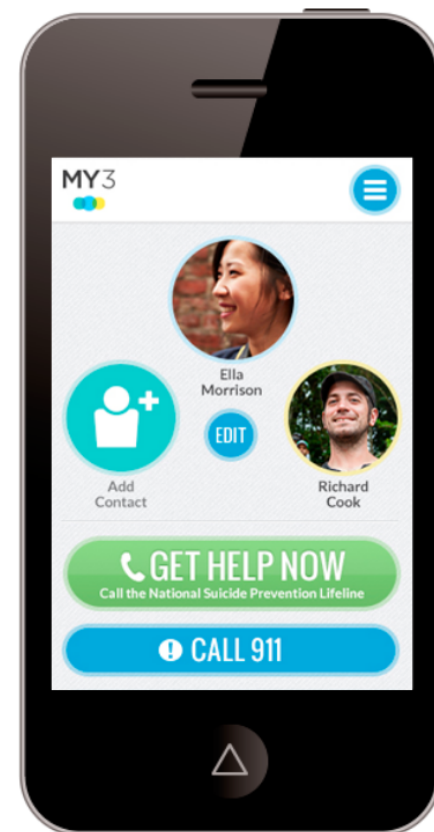 MY3
Ella
Morrison
EDIT
Add
Contact
Richard
Cook
GET HELP NOW
Call the National Suicide Prevention Lifeline
CALL 911